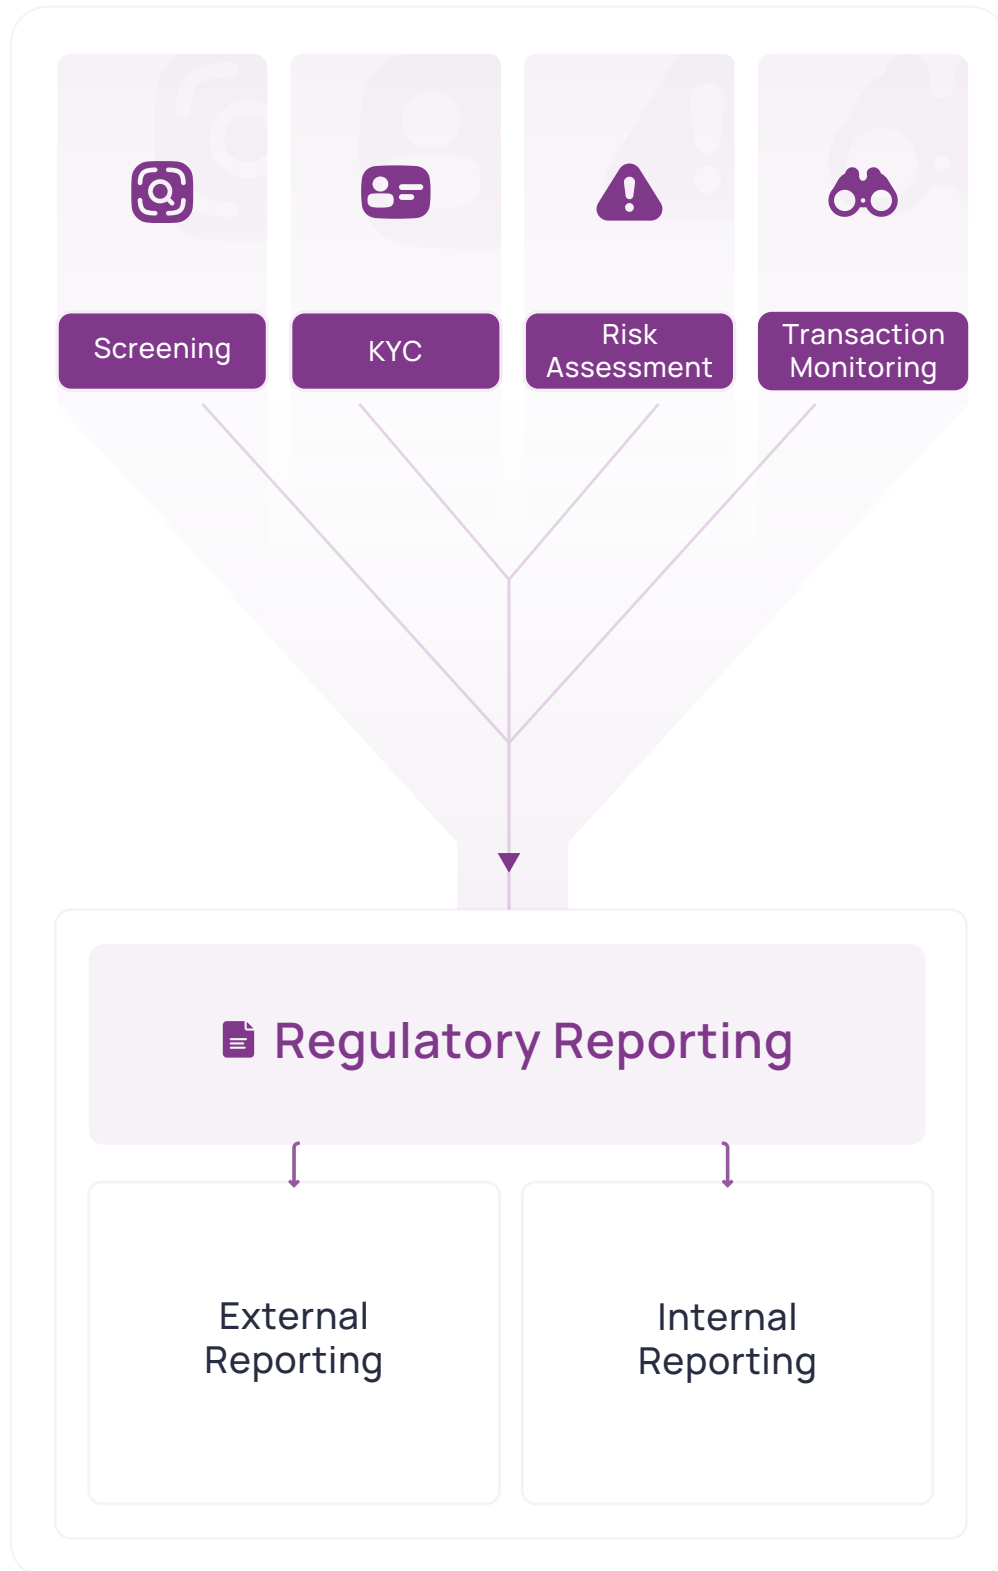 Screening
KYC
Risk
Assessment
Transaction
Monitoring
Regulatory Reporting
External
Reporting
Internal
Reporting